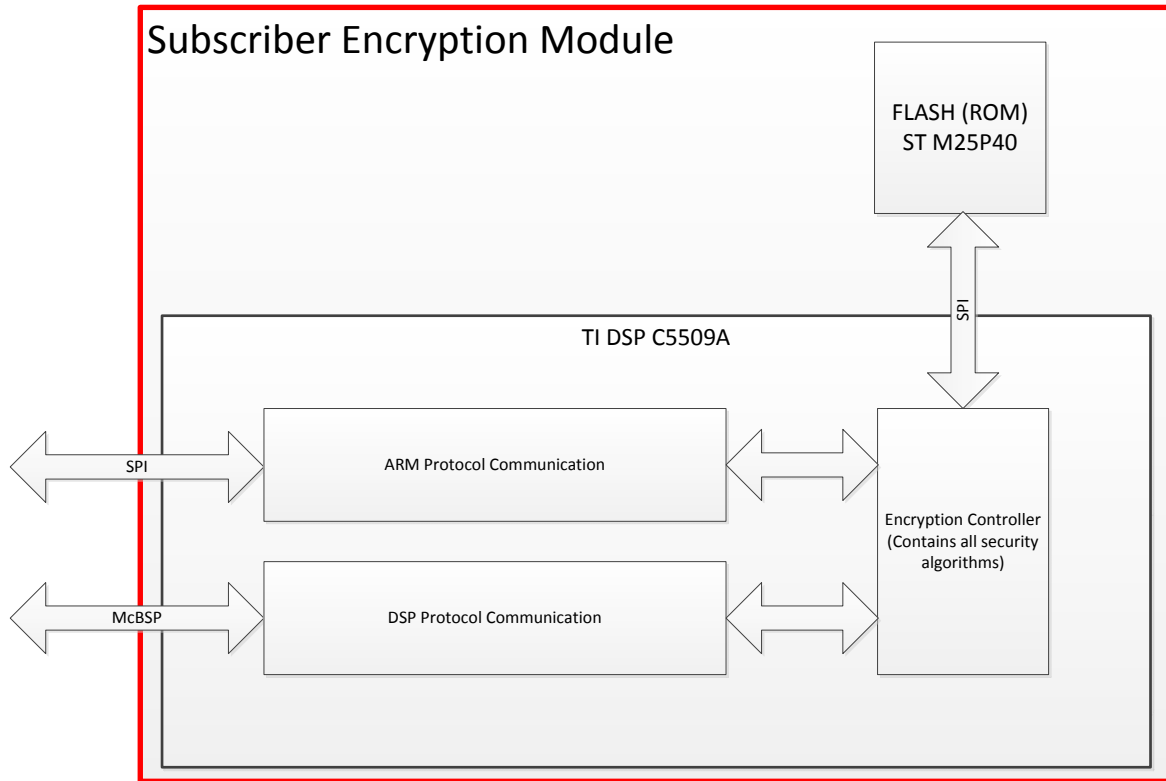 Subscriber Encryption Module
FLASH (ROM)
ST M25P40
SPI
TI DSP C5509A
SPI
ARM Protocol Communication
Encryption Controller
(Contains all security
algorithms)
McBSP
DSP Protocol Communication